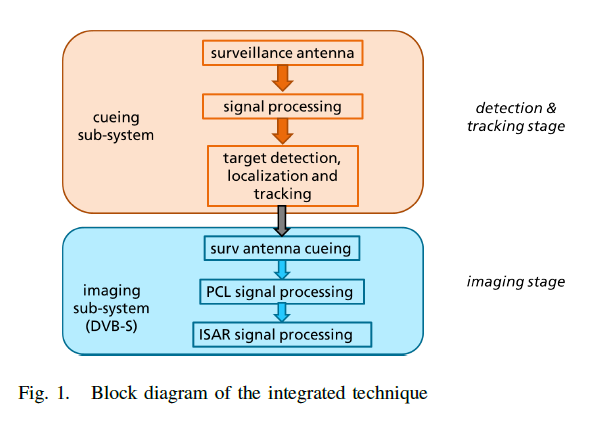 surveillance antenna
signal processing
cueing
sub-system
detection &
tracking stage
target detection,
localization and
tracking
surv antenna cueing
imaging
sub-system
(DVB-S)
PCL signal processing
imaging stage
ISAR signal processing
Fig. 1. Block diagram of the integrated technique